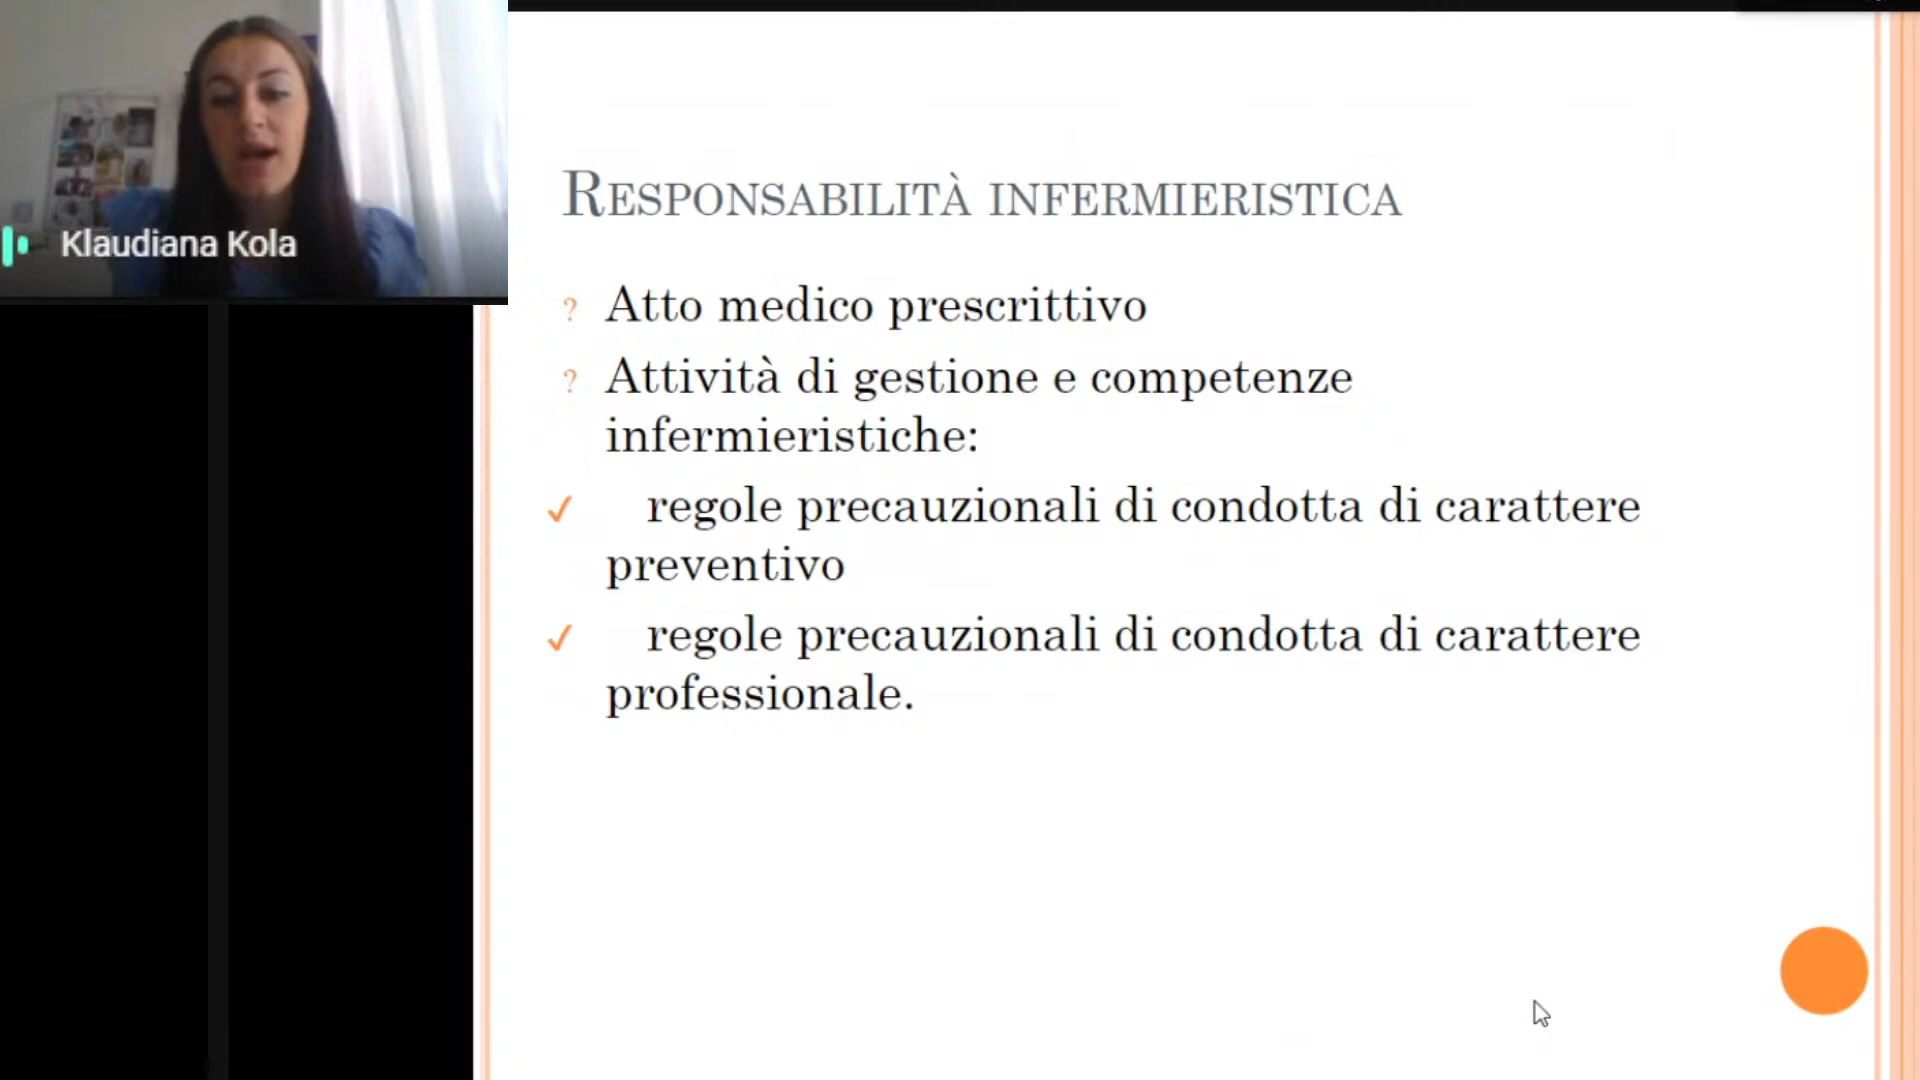 Klaudiana Kola
RESPONSABILITÀ INFERMIERISTICA
? Atto medico prescrittivo
? Attività di gestione e competenze
infermieristiche:
✓ regole precauzionali di condotta di carattere
preventivo
✓ regole precauzionali di condotta di carattere
professionale.